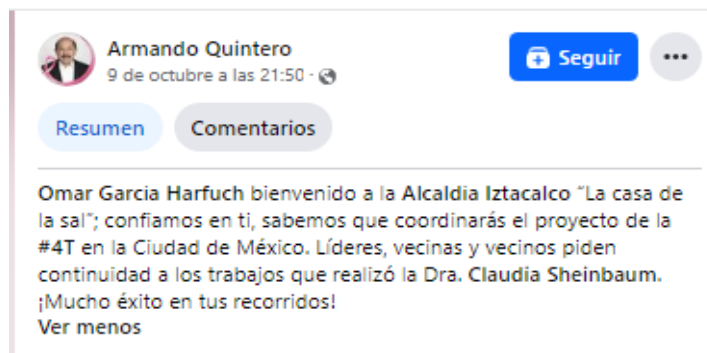 Armando Quintero
9 de octubre a las 21:50 ·
Seguir
Resumen
Comentarios
Omar Garcia Harfuch bienvenido a la Alcaldia Iztacalco "La casa de
la sal"; confiamos en ti, sabemos que coordinarás el proyecto de la
#4T en la Ciudad de México. Líderes, vecinas y vecinos piden
continuidad a los trabajos que realizó la Dra. Claudia Sheinbaum.
¡Mucho éxito en tus recorridos!
Ver menos